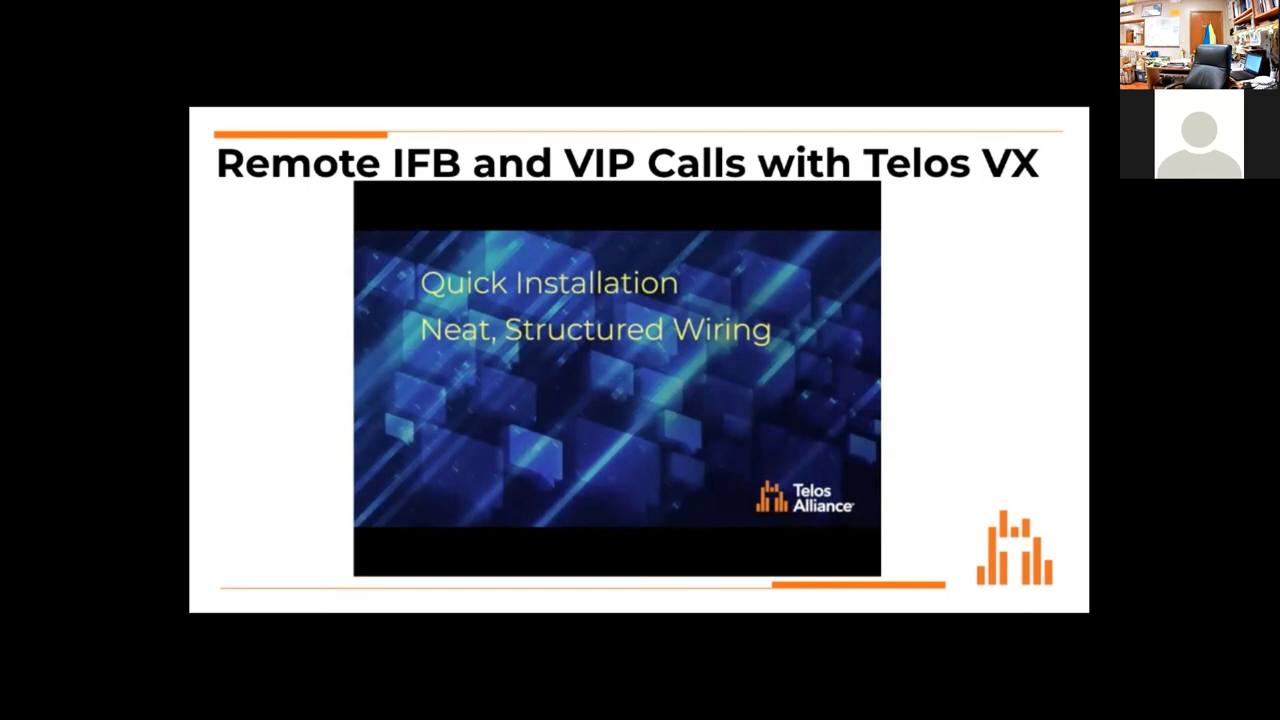 Remote IFB and VIP Calls with Telos VX
Quick Installation
Neat, Structured Wiring
Telos
Alliance®